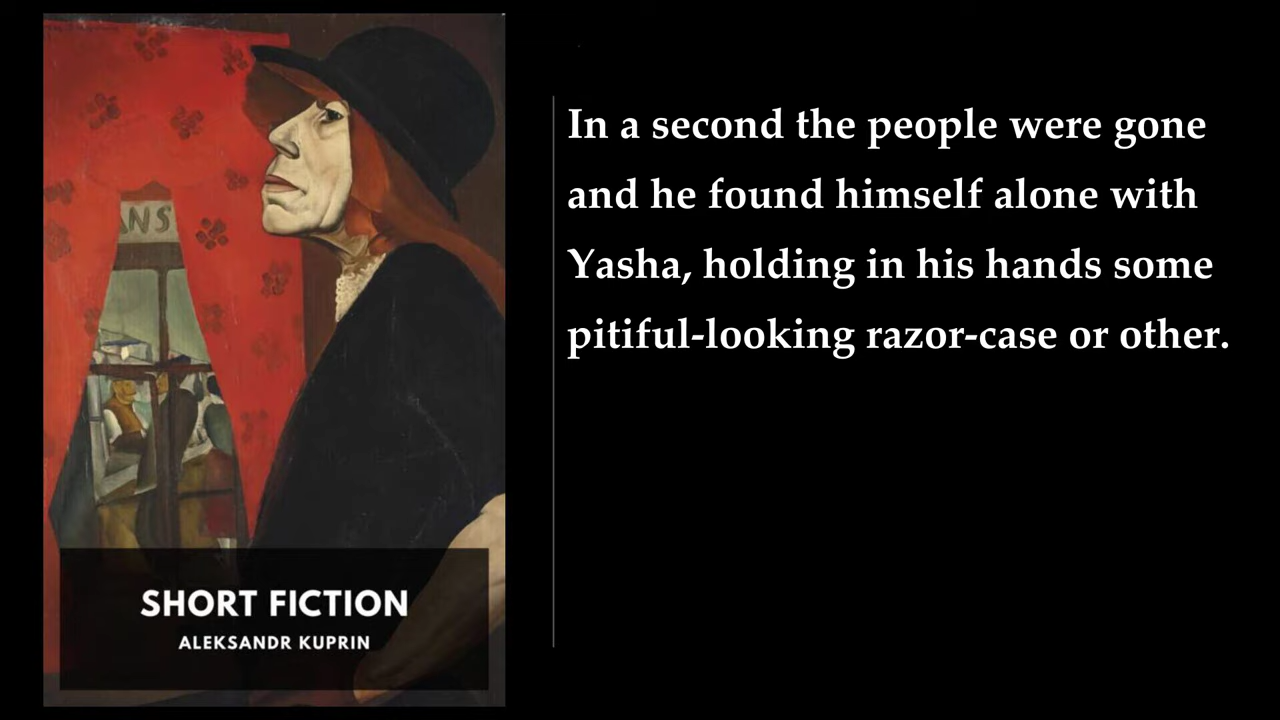 ANS
SHORT FICTION
ALEKSANDR KUPRIN
In a second the people were gone
and he found himself alone with
Yasha, holding in his hands some
pitiful-looking razor-case or other.